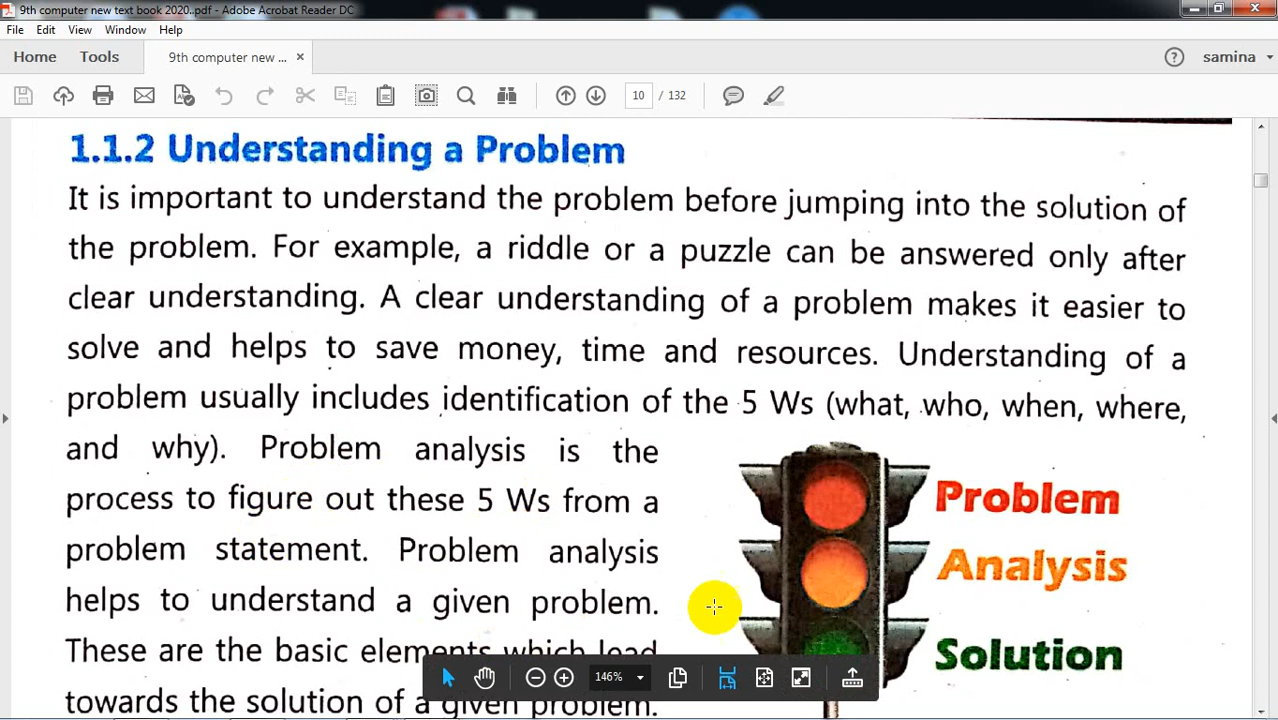 9th computer new text book 2020..pdf - Adobe Acrobat Reader DC
File Edit View Window Help
Home Tools 9th computer new ... × ? samina
10 / 132
1.1.2 Understanding a Problem
It is important to understand the problem before jumping into the solution of
the problem. For example, a riddle or a puzzle can be answered only after
clear understanding. A clear understanding of a problem makes it easier to
solve and helps to save money, time and resources. Understanding of a
problem usually includes identification of the 5 Ws (what, who, when, where,
and why). Problem analysis is the
process to figure out these 5 Ws from a
problem statement. Problem analysis
helps to understand a given problem.
These are the basic elements which lead
towards the solution of a given problem.
Problem
Analysis
Solution
146%